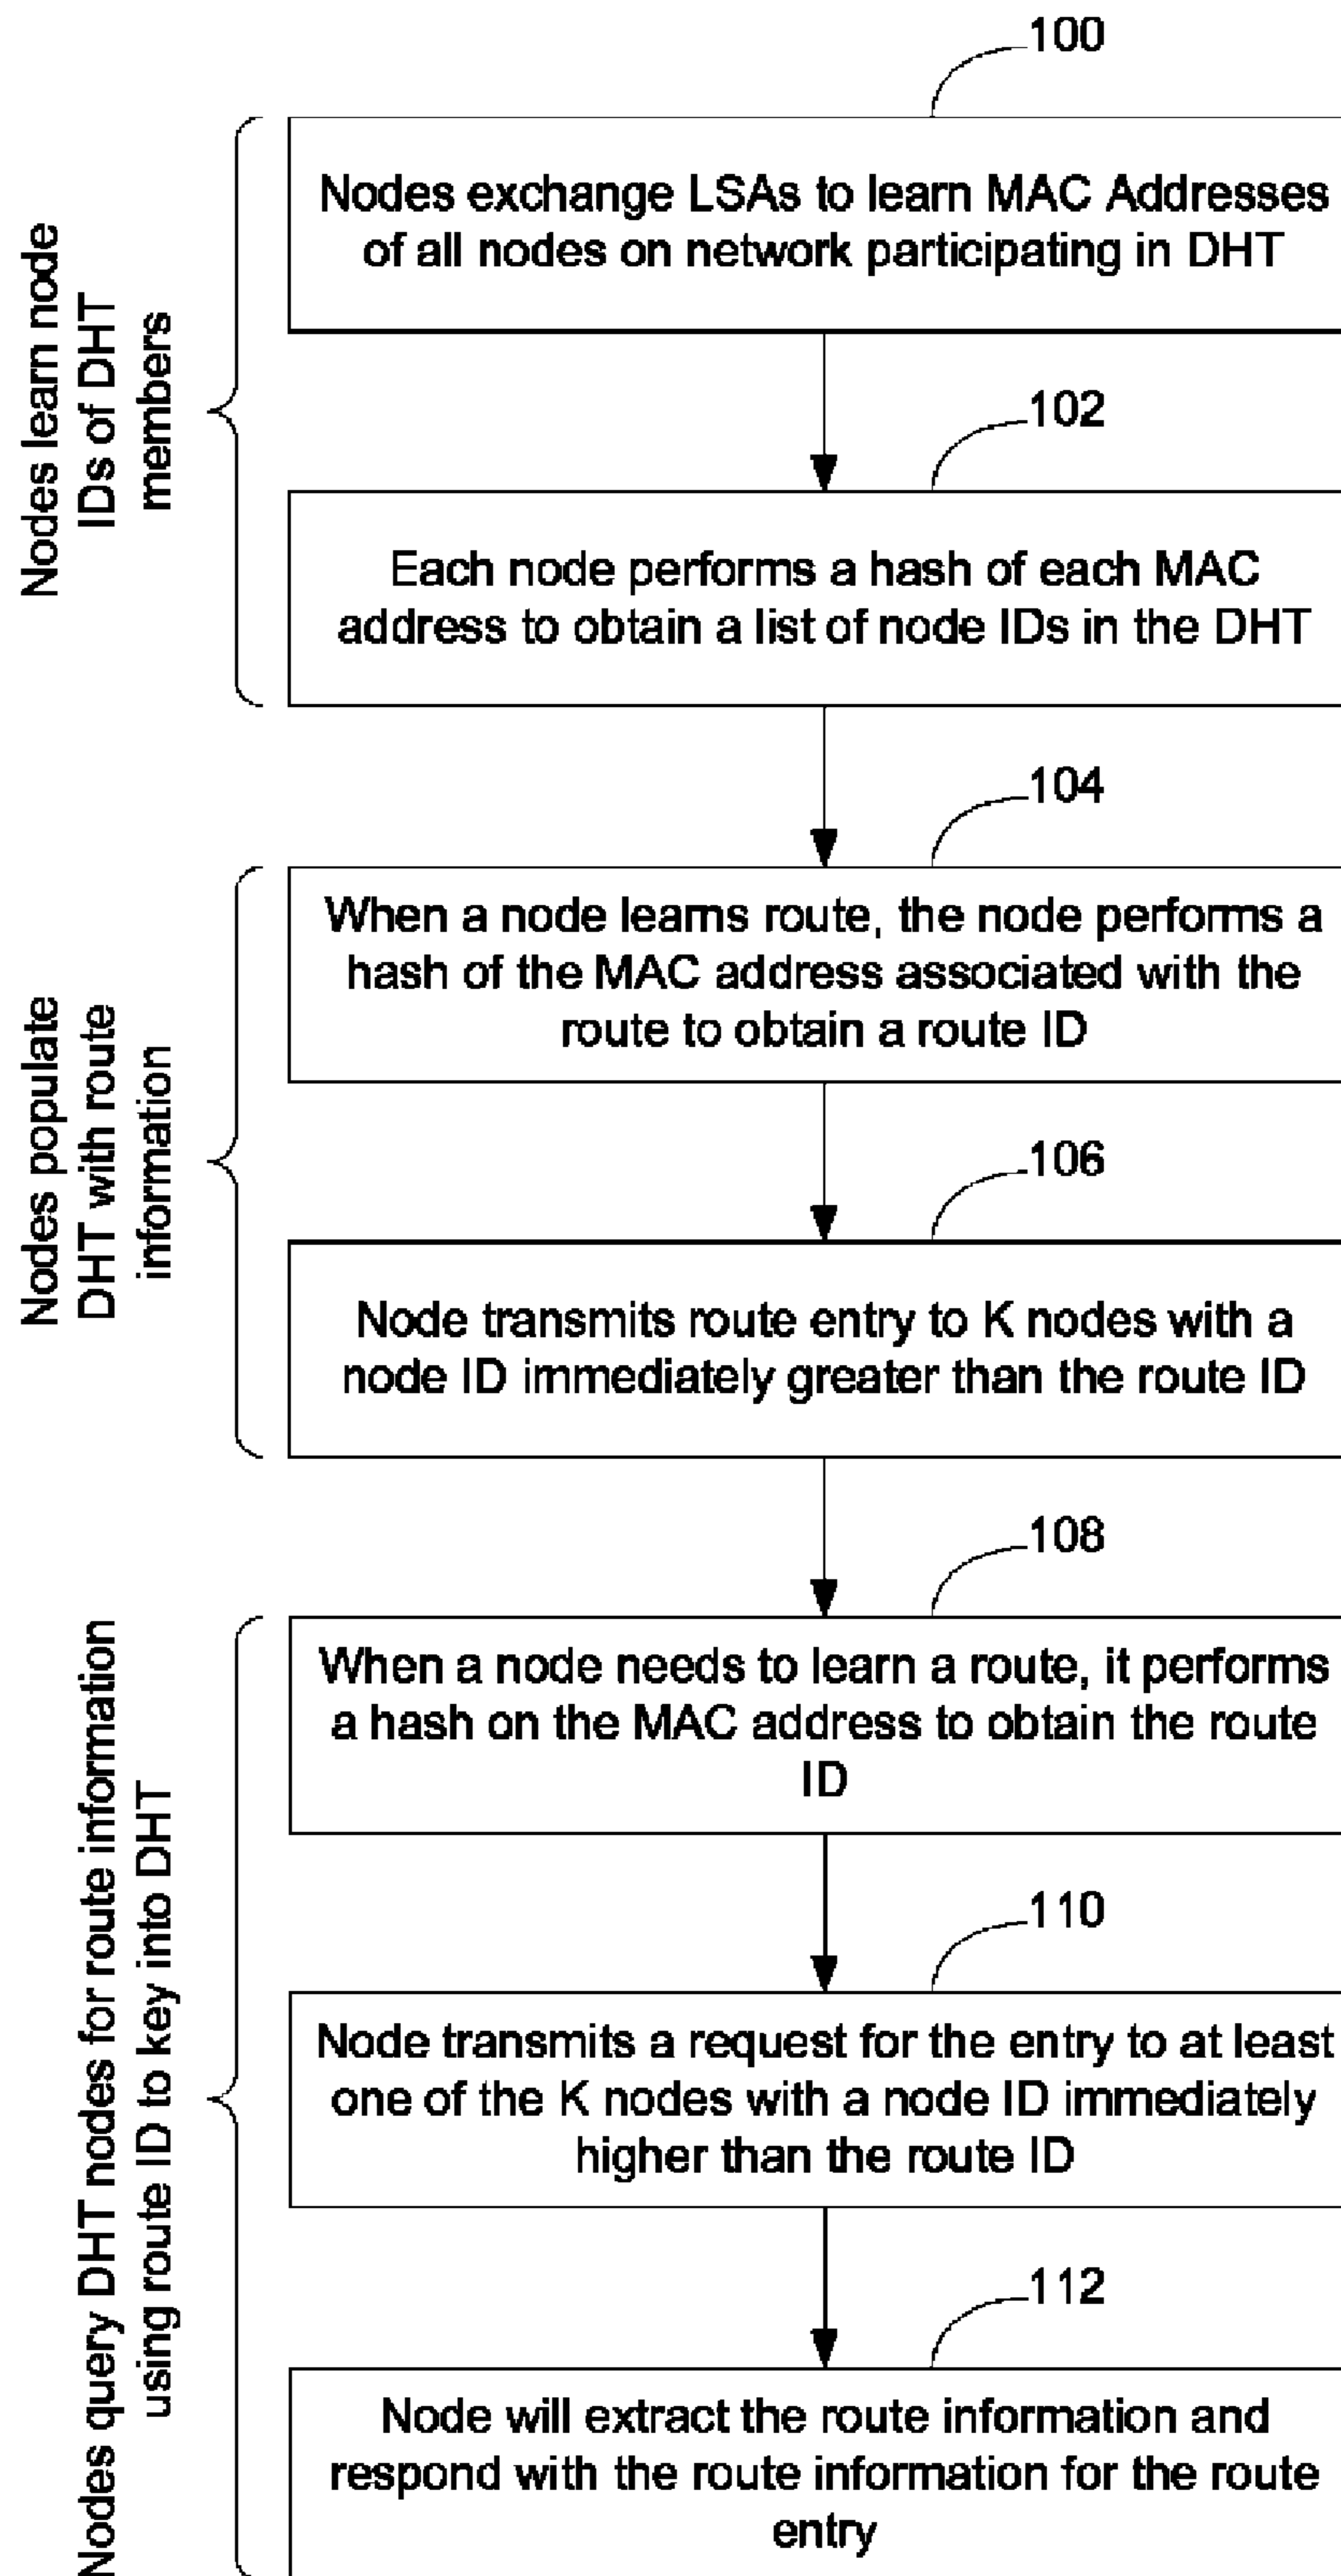 100
Nodes learn node
IDs of DHT
members
Nodes exchange LSAs to learn MAC Addresses
of all nodes on network participating in DHT
102
Each node performs a hash of each MAC
address to obtain a list of node IDs in the DHT
104
Nodes populate
DHT with route
information
When a node learns route, the node performs a
hash of the MAC address associated with the
route to obtain a route ID
106
Node transmits route entry to K nodes with a
node ID immediately greater than the route ID
108
Nodes query DHT nodes for route information
using route ID to key into DHT
When a node needs to learn a route, it performs
a hash on the MAC address to obtain the route
ID
110
Node transmits a request for the entry to at least
one of the K nodes with a node ID immediately
higher than the route ID
112
Node will extract the route information and
respond with the route information for the route
entry